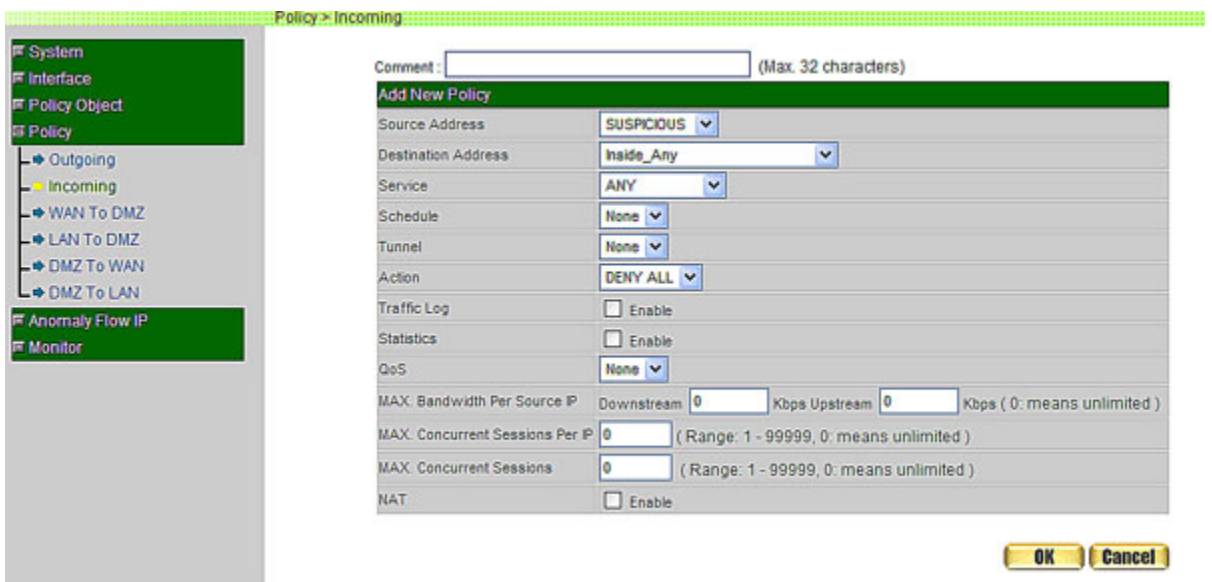 Policy > Incoming
System
Interface
Policy Object
Policy
Outgoing
Incoming
WAN To DMZ
LAN To DMZ
DMZ To WAN
DMZ To LAN
Anomaly Flow IP
Monitor
Comment : (Max. 32 characters)
Add New Policy
Source Address SUSPICIOUS
Destination Address Inside_Any
Service ANY
Schedule None
Tunnel None
Action DENY ALL
Traffic Log Enable
Statistics Enable
QoS None
MAX. Bandwidth Per Source IP Downstream 0 Kbps Upstream 0 Kbps ( 0: means unlimited )
MAX. Concurrent Sessions Per IP 0 ( Range: 1 - 99999, 0: means unlimited )
MAX. Concurrent Sessions 0 ( Range: 1 - 99999, 0: means unlimited )
NAT Enable
OK Cancel